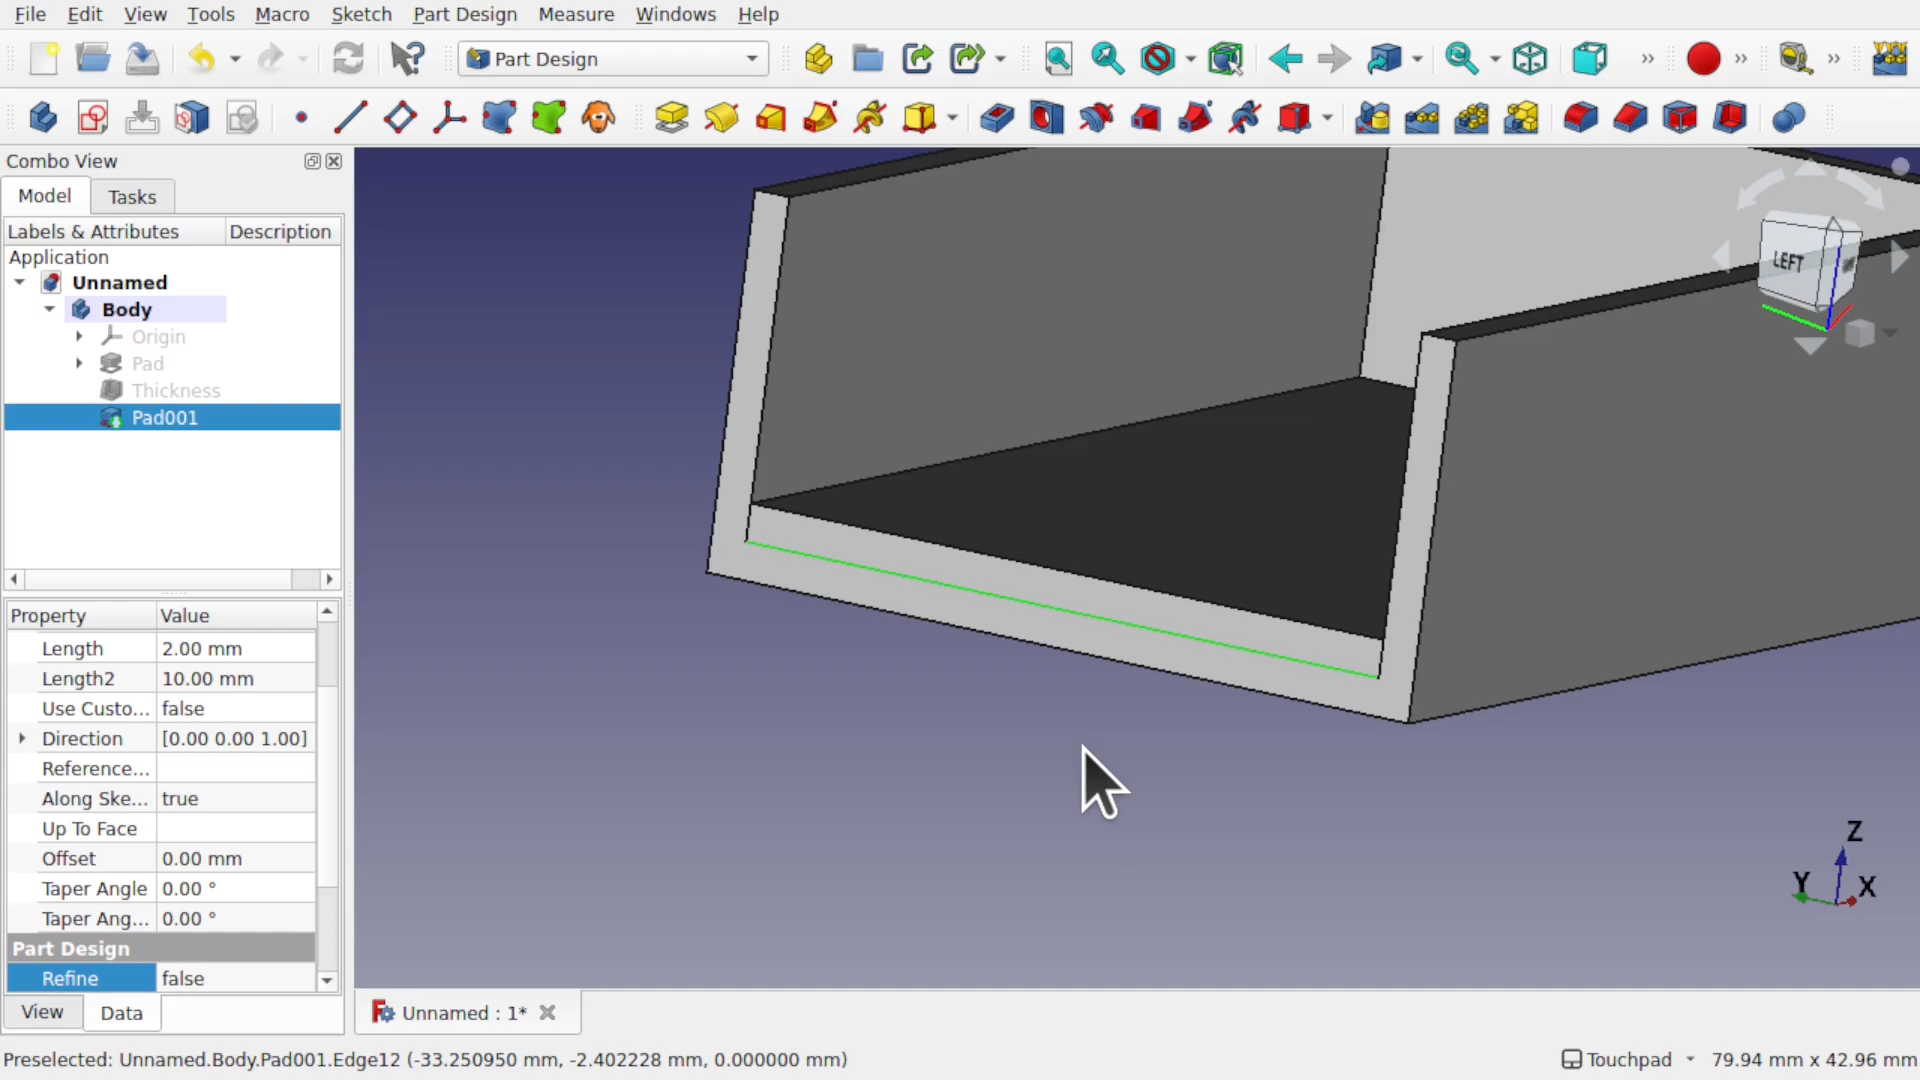 File Edit View Tools Macro Sketch Part Design Measure Windows Help
Part Design
Combo View
Model Tasks
Labels & Attributes Description
Application
Unnamed
Body
Origin
Pad
Thickness
Pad001
Property Value
Length 2.00 mm
Length2 10.00 mm
Use Custo... false
Direction [0.00 0.00 1.00]
Reference...
Along Ske... true
Up To Face
Offset 0.00 mm
Taper Angle 0.00 °
Taper Ang... 0.00 °
Part Design
Refine false
View Data
LEFT
Z
Y X
Unnamed : 1*
Preselected: Unnamed.Body.Pad001.Edge12 (-33.250950 mm, -2.402228 mm, 0.000000 mm)
Touchpad 79.94 mm x 42.96 mm